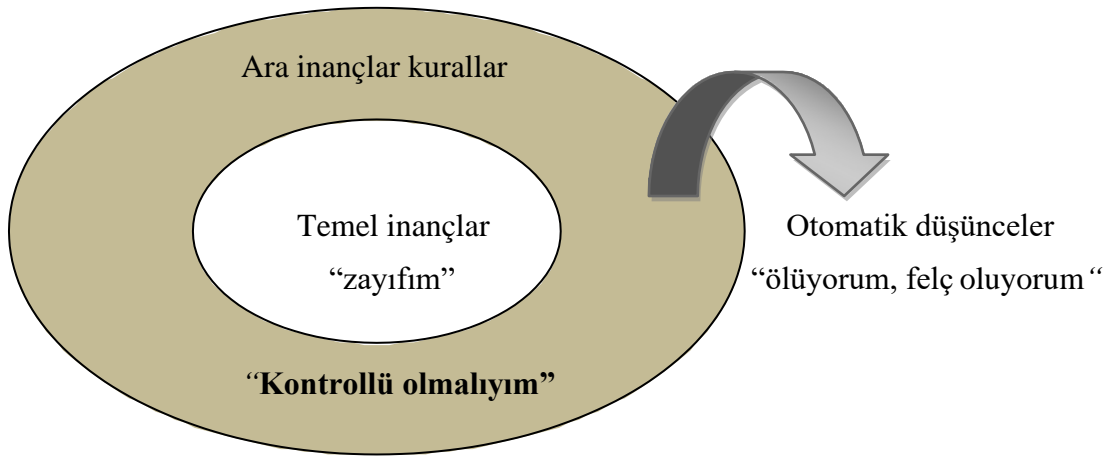 Ara inançlar kurallar
Temel inançlar
“zayıfım”
“Kontrollü olmalıyım”
Otomatik düşünceler
“ölüyorum, felç oluyorum “